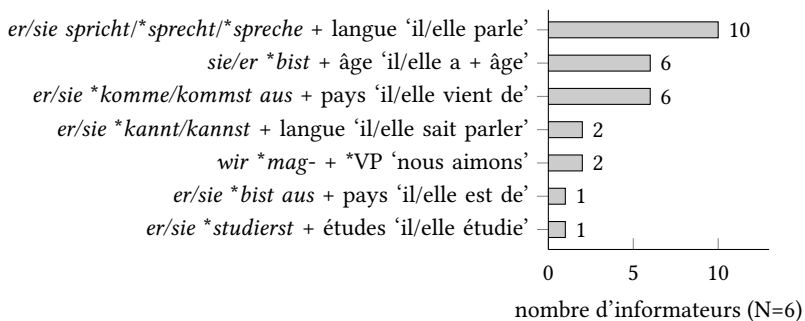 er/sie spricht/*sprecht/*spreche + langue ‘il/elle parle’ 10
sie/er *bist + âge ‘il/elle a + âge’ 6
er/sie *komme/kommst aus + pays ‘il/elle vient de’ 6
er/sie *kannt/kannst + langue ‘il/elle sait parler’ 2
wir *mag- + *VP ‘nous aimons’ 2
er/sie *bist aus + pays ‘il/elle est de’ 1
er/sie *studierst + études ‘il/elle étudie’ 1
0 5 10
nombre d’informateurs (N=6)